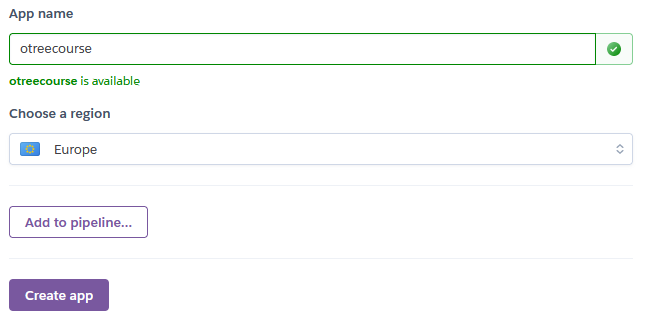 App name
otreecourse
otreecourse is available
Choose a region
Europe
Add to pipeline...
Create app